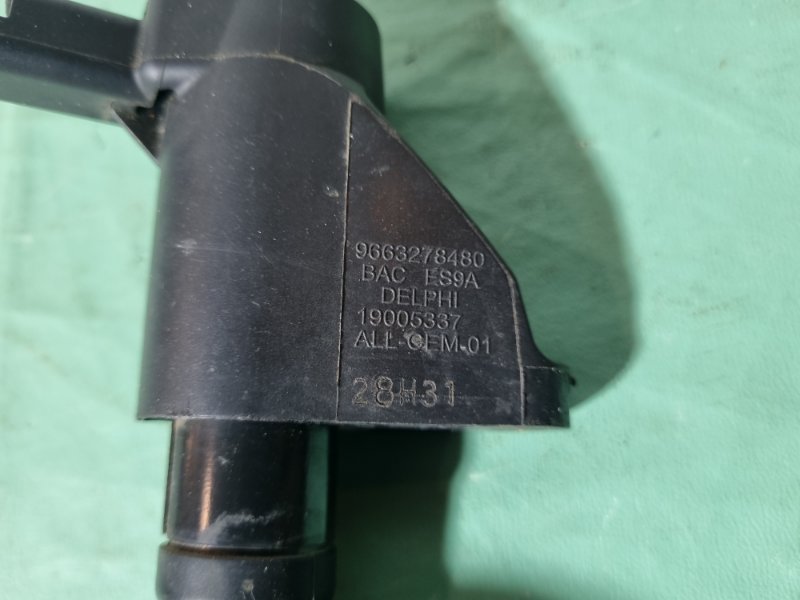 9663278480
BAC ES9A
DELPHI
19005337
ALL-CEM-01
28H31